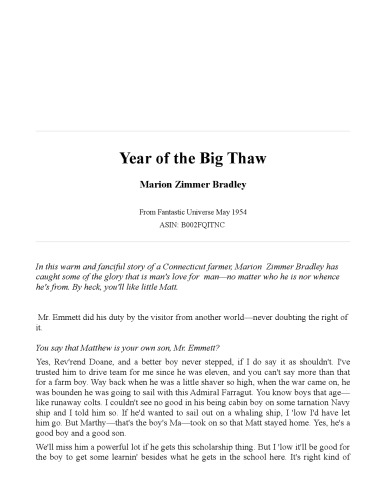 Year of the Big Thaw
Marion Zimmer Bradley
From Fantastic Universe May 1954
ASIN: B002FQITNC
In this warm and fanciful story of a Connecticut farmer, Marion Zimmer Bradley has
caught some of the glory that is man's love for man—no matter who he is nor whence
he's from. By heck, you'll like little Matt.
Mr. Emmett did his duty by the visitor from another world—never doubting the right of
it.
You say that Matthew is your own son, Mr. Emmett?
Yes, Rev'rend Doane, and a better boy never stepped, if I do say it as shouldn't. I've
trusted him to drive team for me since he was eleven, and you can't say more than that
for a farm boy. Way back when he was a little shaver so high, when the war came on, he
was bounden he was going to sail with this Admiral Farragut. You know boys that age—
like runaway colts. I couldn't see no good in his being cabin boy on some tarnation Navy
ship and I told him so. If he'd wanted to sail out on a whaling ship, I 'low I'd have let
him go. But Marthy—that's the boy's Ma—took on so that Matt stayed home. Yes, he's a
good boy and a good son.
We'll miss him a powerful lot if he gets this scholarship thing. But I 'low it'll be good for
the boy to get some learnin' besides what he gets in the school here. It's right kind of